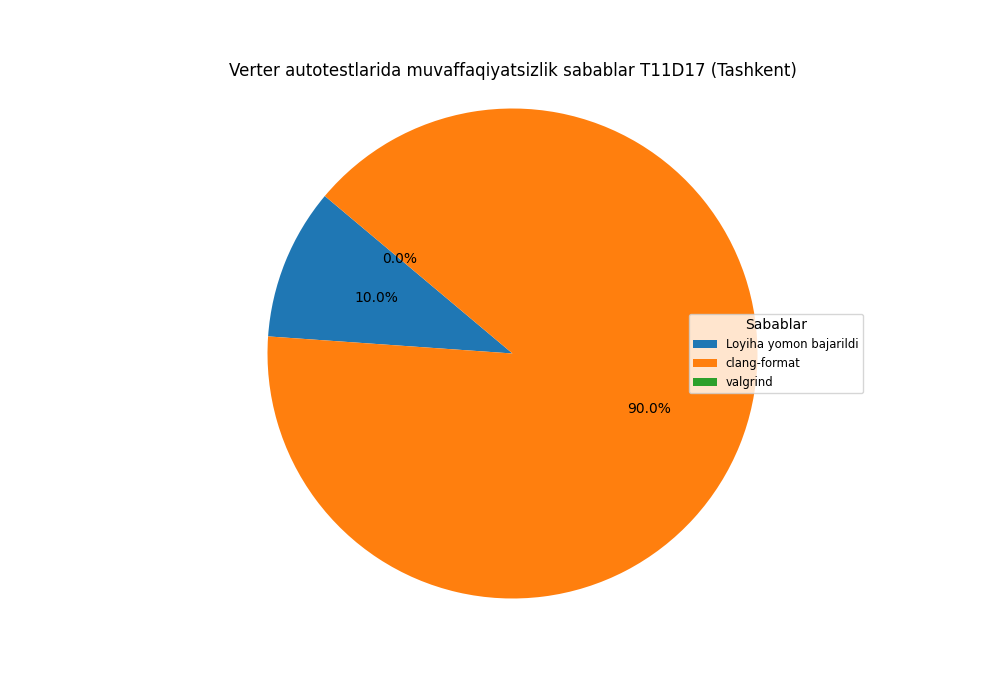 Verter autotestlarida muvaffaqiyatsizlik sabablar T11D17 (Tashkent)
0.0%
10.0%
90.0%
Sabablar
Loyiha yomon bajarildi
clang-format
valgrind